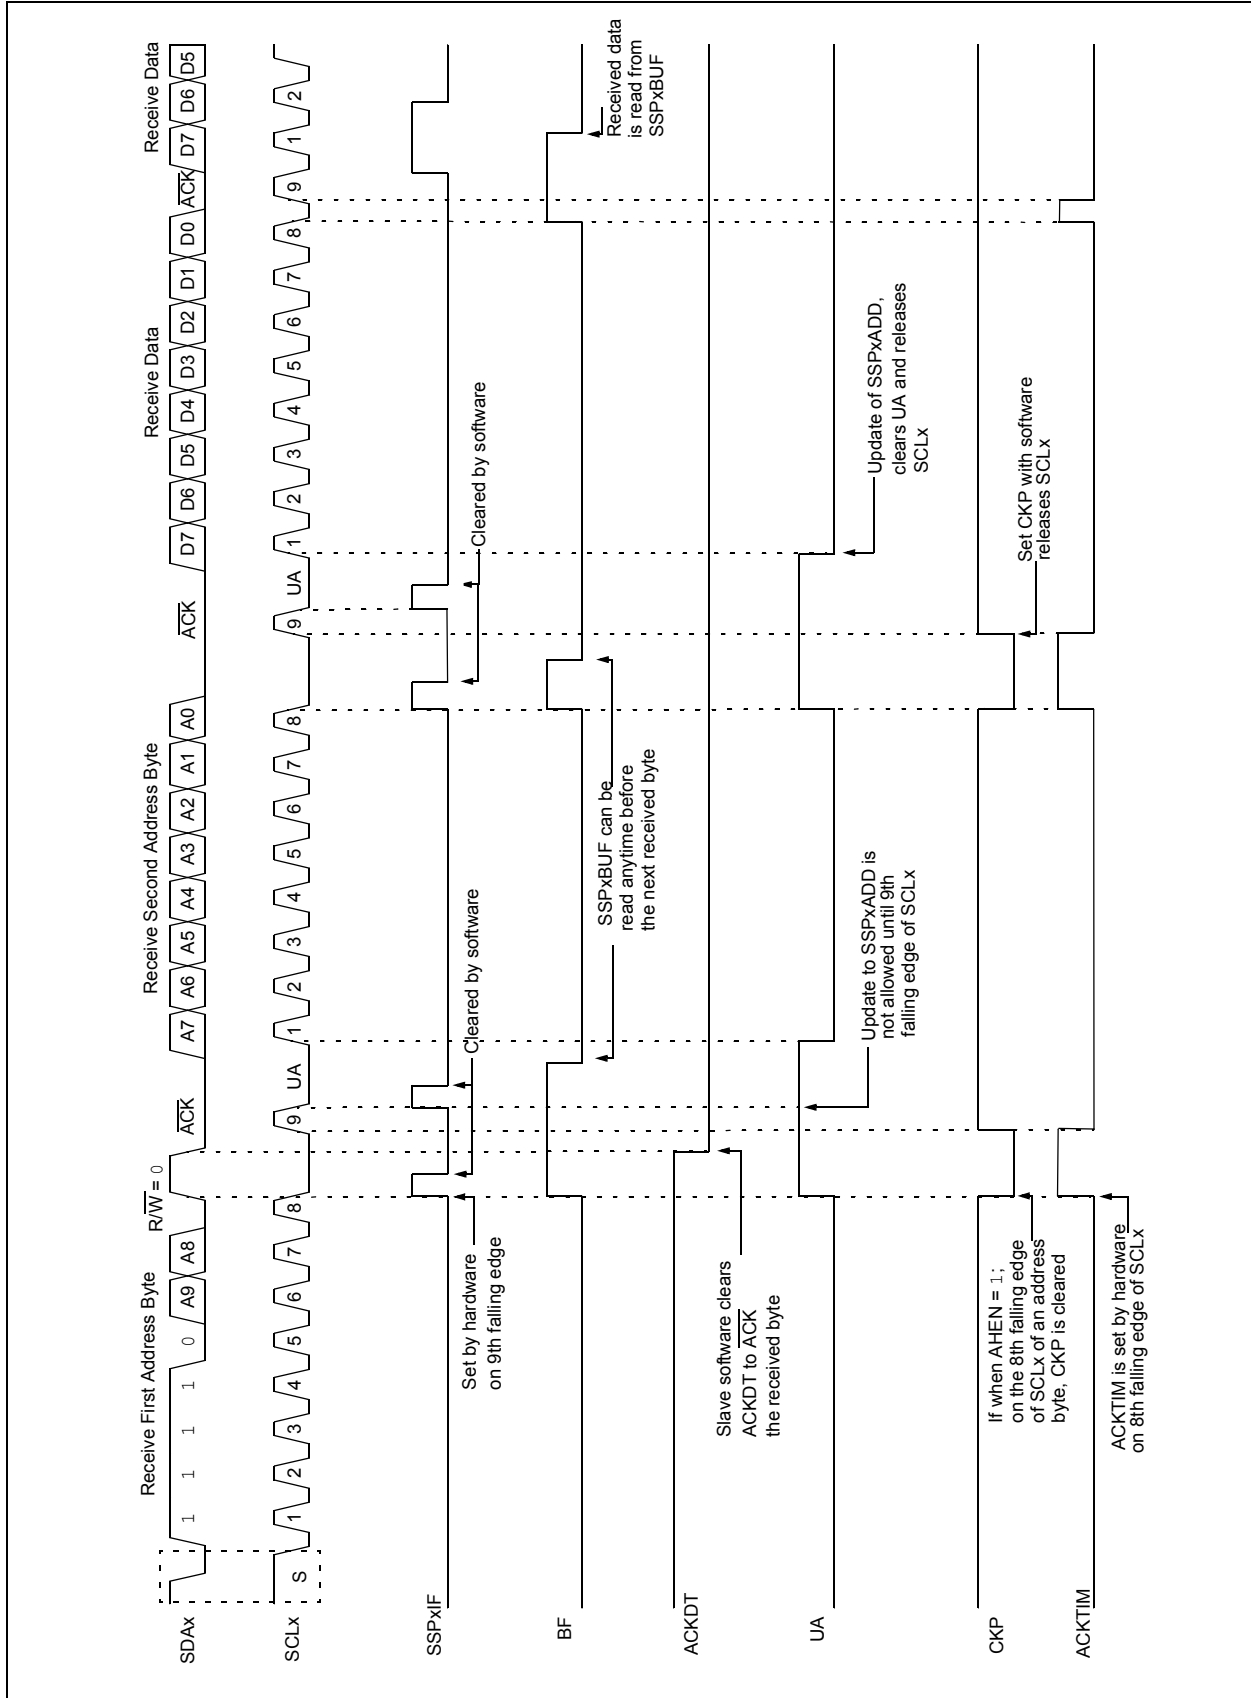 Receive First Address Byte
R/W = 0
Receive Second Address Byte
Receive Data
Receive Data
SDAx
1 1 1 1 0 A9 A8 ACK A7 A6 A5 A4 A3 A2 A1 A0 ACK D7 D6 D5 D4 D3 D2 D1 D0 ACK D7 D6 D5
SCLx
S 1 2 3 4 5 6 7 8 9 UA 1 2 3 4 5 6 7 8 9 UA 1 2 3 4 5 6 7 8 9 1 2
SSPxIF
Set by hardware
on 9th falling edge
Cleared by software
Cleared by software
BF
SSPxBUF can be
read anytime before
the next received byte
Received data
is read from
SSPxBUF
ACKDT
Slave software clears
ACKDT to ACK
the received byte
UA
Update to SSPxADD is
not allowed until 9th
falling edge of SCLx
Update of SSPxADD,
clears UA and releases
SCLx
CKP
If when AHEN = 1;
on the 8th falling edge
of SCLx of an address
byte, CKP is cleared
Set CKP with software
releases SCLx
ACKTIM
ACKTIM is set by hardware
on 8th falling edge of SCLx